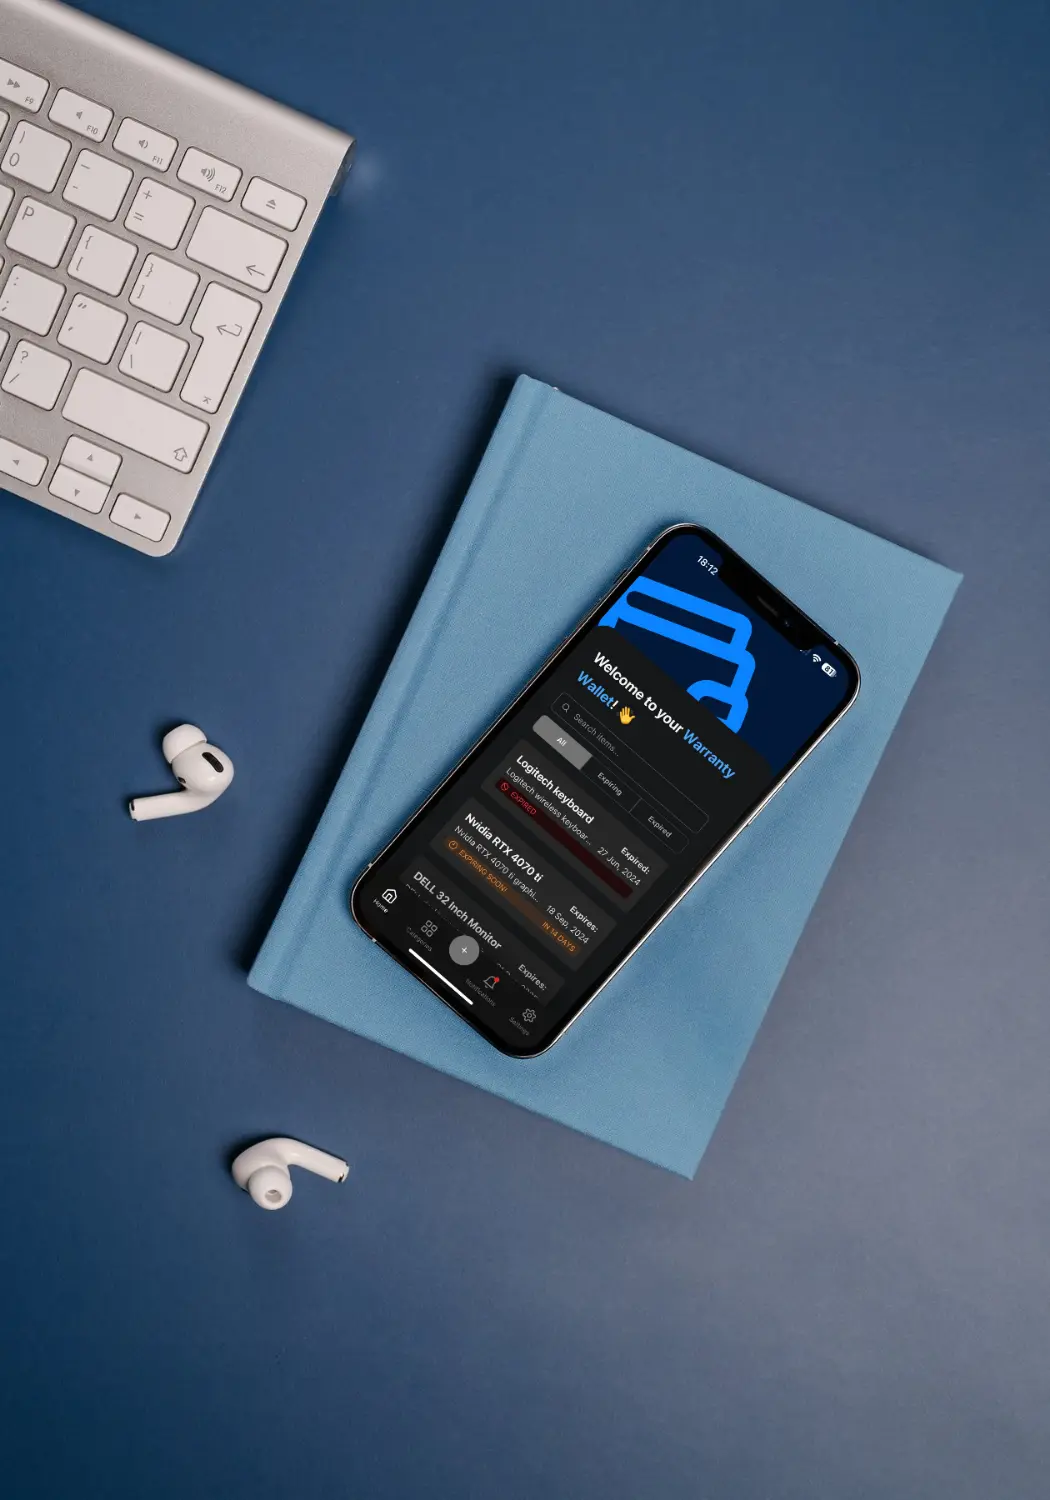 F9
F10
F11
F12
)
0
_
-
+
=
P
{
[
}
]
:
;
"
'
|
\
?
/
18:12
61
Welcome to your Warranty
Wallet! 👋
Search items...
All
Expiring
Expired
Logitech keyboard
Logitech wireless keyboar...
Expired:
27 Jun, 2024
EXPIRED
Nvidia RTX 4070 ti
Nvidia RTX 4070 ti graphi...
Expires:
18 Sep, 2024
EXPIRING SOON!
IN 14 DAYS
DELL 32 Inch Monitor
Expires:
Home
Categories
+
Notifications
Settings